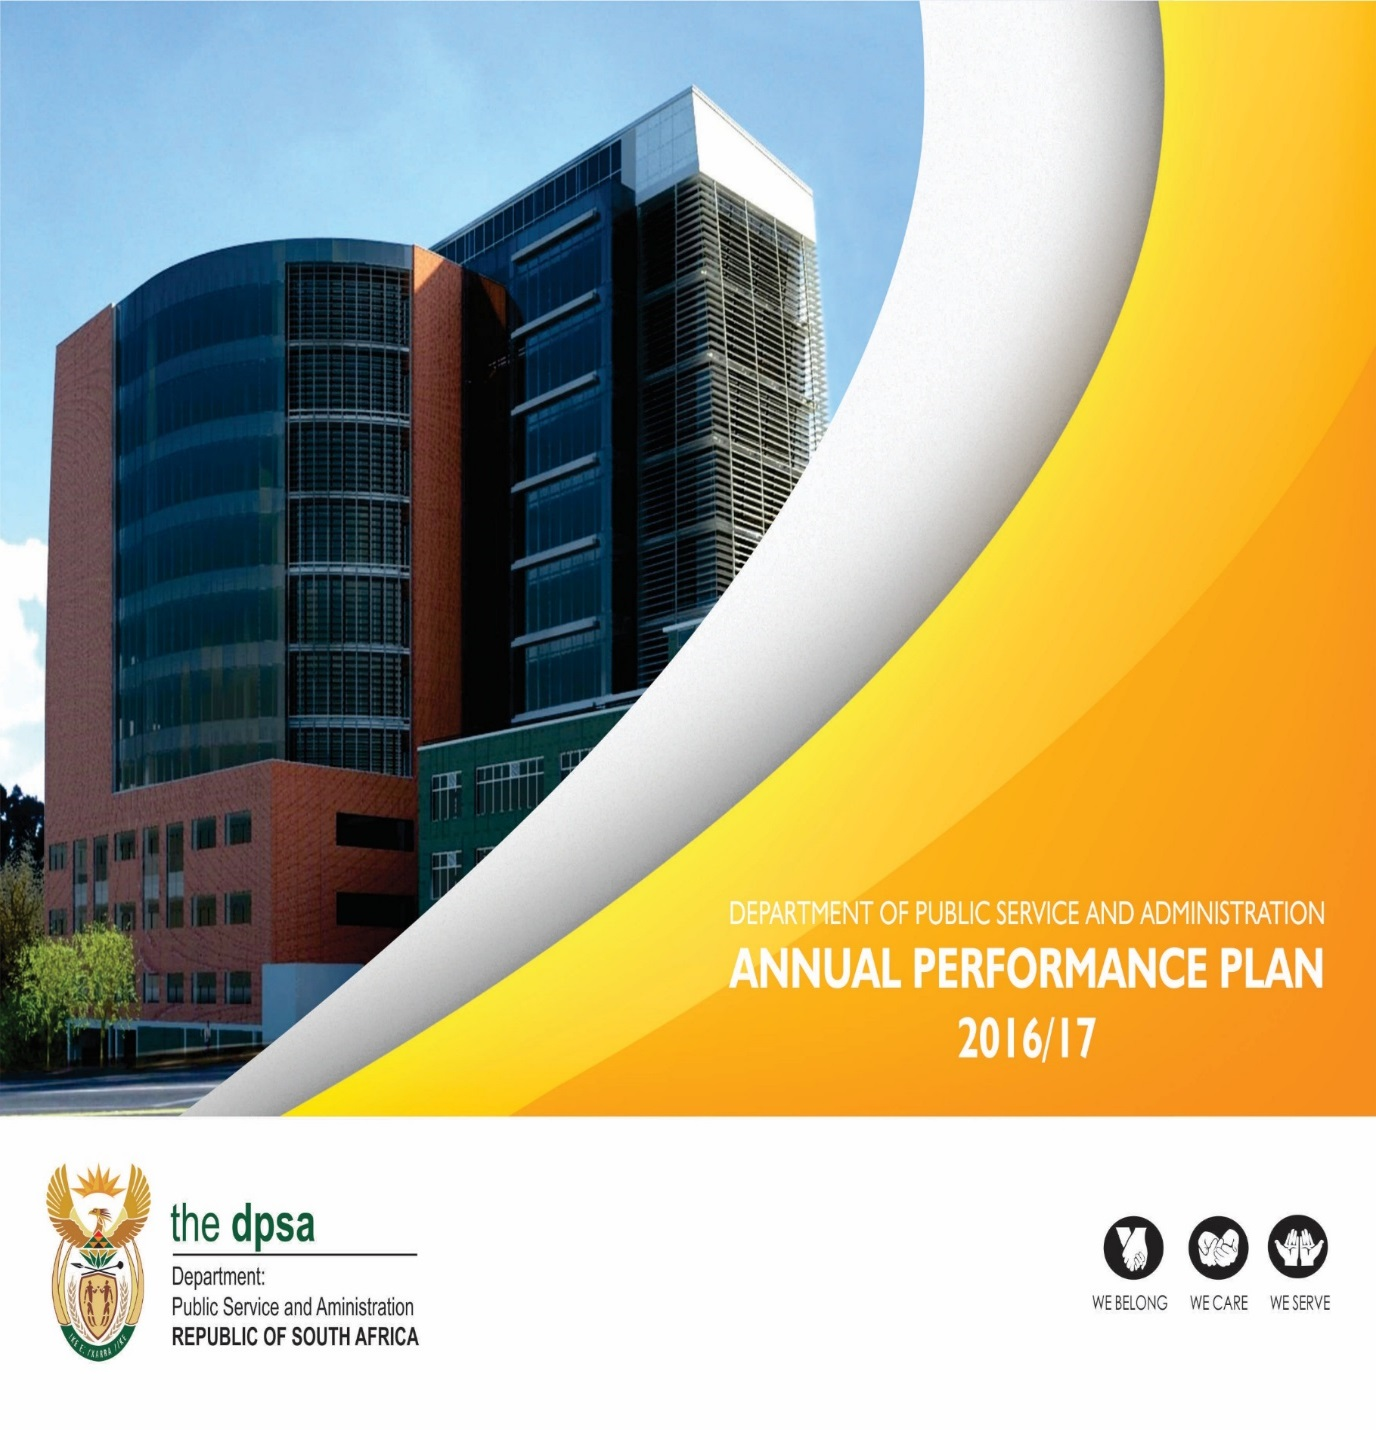 DEPARTMENT OF PUBLIC SERVICE AND ADMINISTRATION
ANNUAL PERFORMANCE PLAN
2016/17
the dpsa
Department:
Public Service and Aministration
REPUBLIC OF SOUTH AFRICA
WE BELONG WE CARE WE SERVE